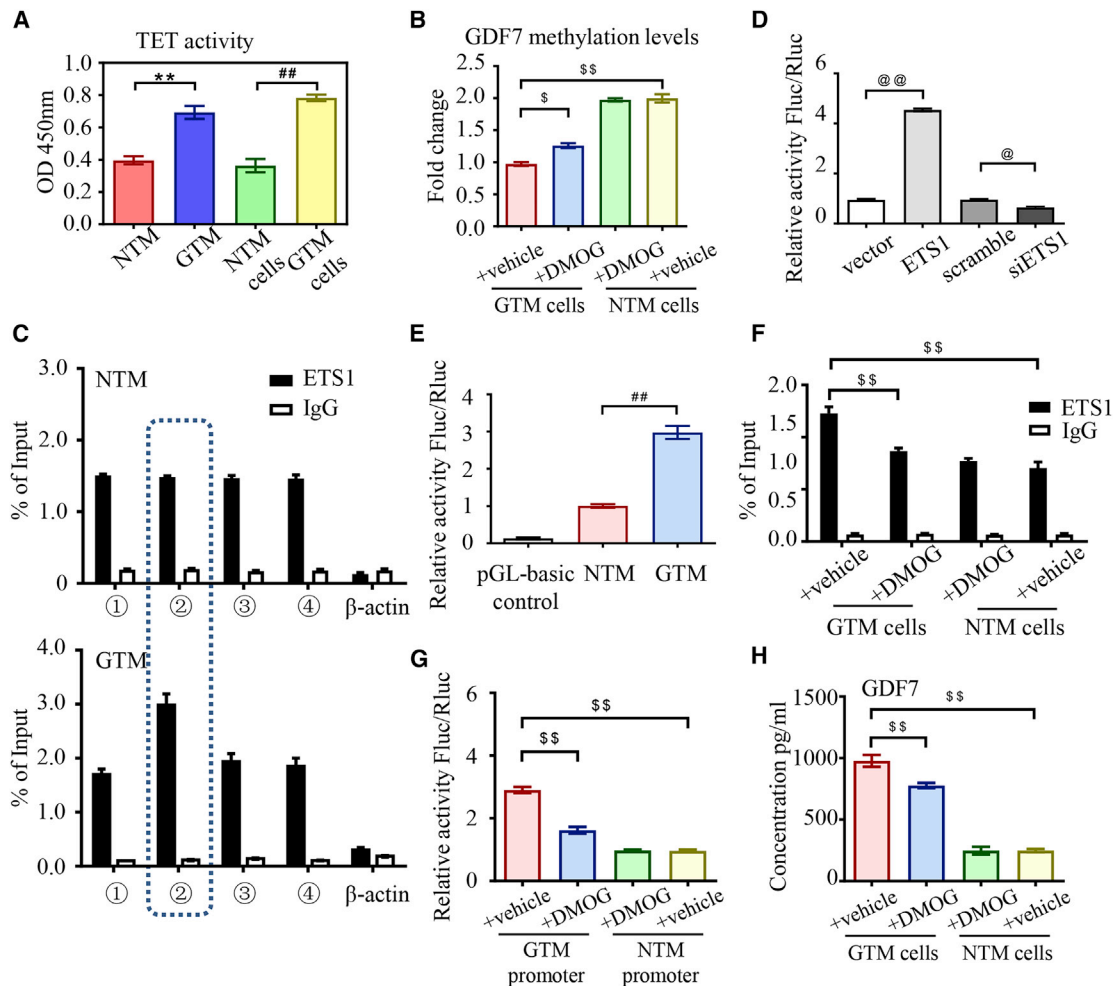 A
TET activity
OD 450nm
0.8
0.6
0.4
0.2
0.0
**
##
NTM
GTM
NTM cells
GTM cells
B
GDF7 methylation levels
Fold change
2.5
2.0
1.5
1.0
0.5
0.0
$$
$
+vehicle
+DMOG
+DMOG
+vehicle
GTM cells
NTM cells
D
Relative activity Fluc/Rluc
6
4
2
0
@@
@
vector
ETS1
scramble
siETS1
C
NTM
ETS1
IgG
% of Input
3.0
2.0
1.0
0
①
②
③
④
β-actin
GTM
% of Input
4.0
3.0
2.0
1.0
0.0
①
②
③
④
β-actin
E
Relative activity Fluc/Rluc
4
3
2
1
0
##
pGL-basic
control
NTM
GTM
F
% of Input
2.0
1.5
1.0
0.5
0.0
$$
$$
ETS1
IgG
+vehicle
+DMOG
+DMOG
+vehicle
GTM cells
NTM cells
G
Relative activity Fluc/Rluc
6
4
2
0
$$
$$
+vehicle
+DMOG
+DMOG
+vehicle
GTM
promoter
NTM
promoter
H
GDF7
Concentration pg/ml
1500
1000
500
0
$$
$$
+vehicle
+DMOG
+DMOG
+vehicle
GTM cells
NTM cells